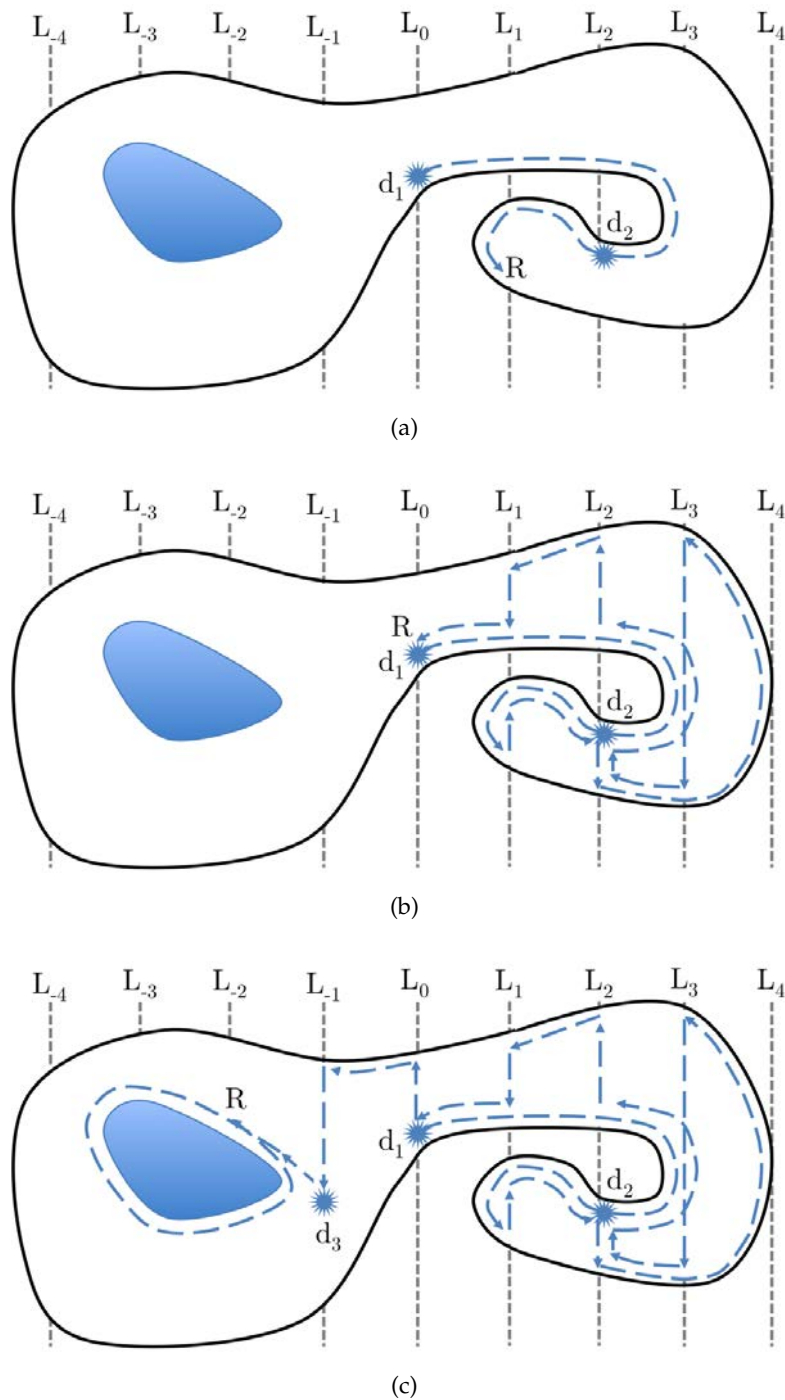 L₋₄ L₋₃ L₋₂ L₋₁ L₀ L₁ L₂ L₃ L₄
d₁
d₂
R
(a)
L₋₄ L₋₃ L₋₂ L₋₁ L₀ L₁ L₂ L₃ L₄
R
d₁
d₂
(b)
L₋₄ L₋₃ L₋₂ L₋₁ L₀ L₁ L₂ L₃ L₄
R
d₁
d₂
d₃
(c)